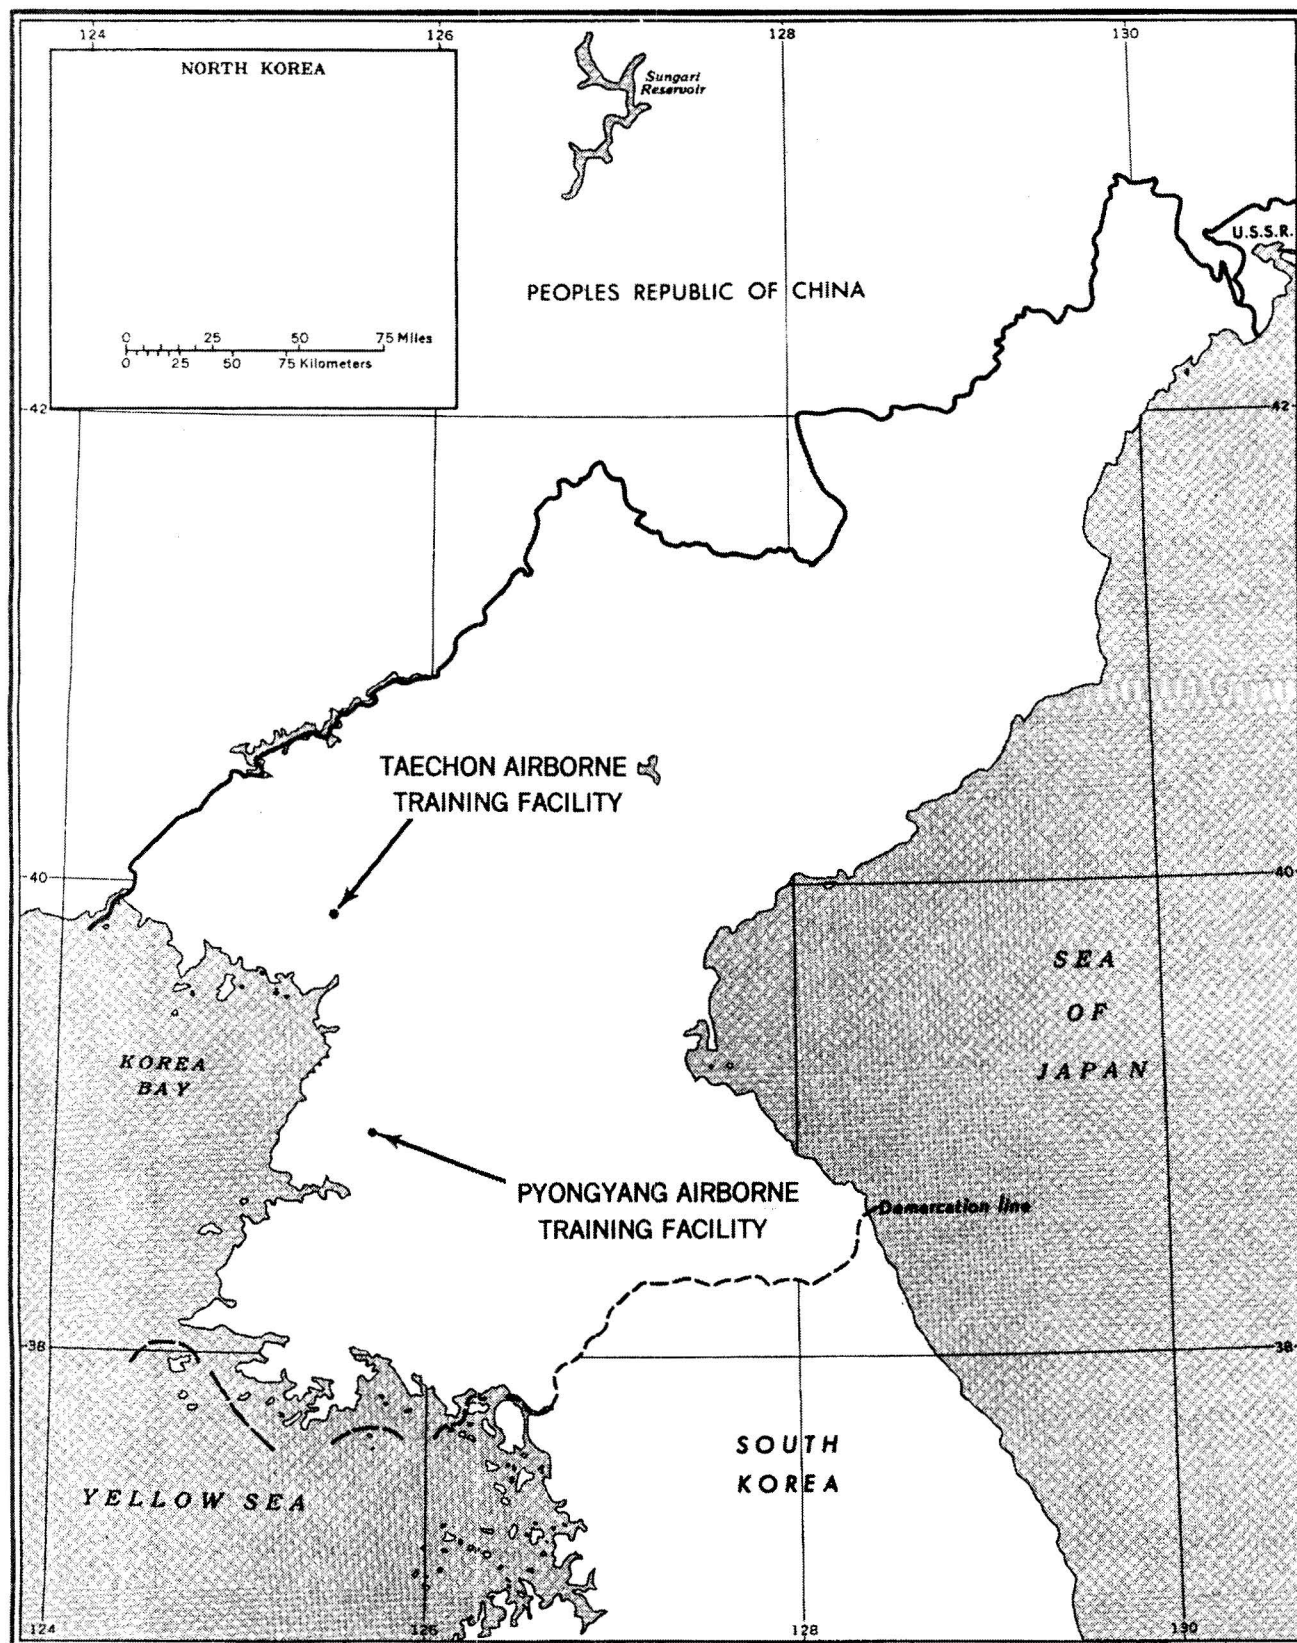 124 126 128 130
NORTH KOREA
Sungari
Reservoir
U.S.S.R.
PEOPLES REPUBLIC OF CHINA
0 25 50 75 Miles
0 25 50 75 Kilometers
42 42
TAECHON AIRBORNE
TRAINING FACILITY
40 40
SEA
OF
JAPAN
KOREA
BAY
PYONGYANG AIRBORNE
TRAINING FACILITY
Demarcation line
38 38
SOUTH
KOREA
YELLOW SEA
124 126 128 130